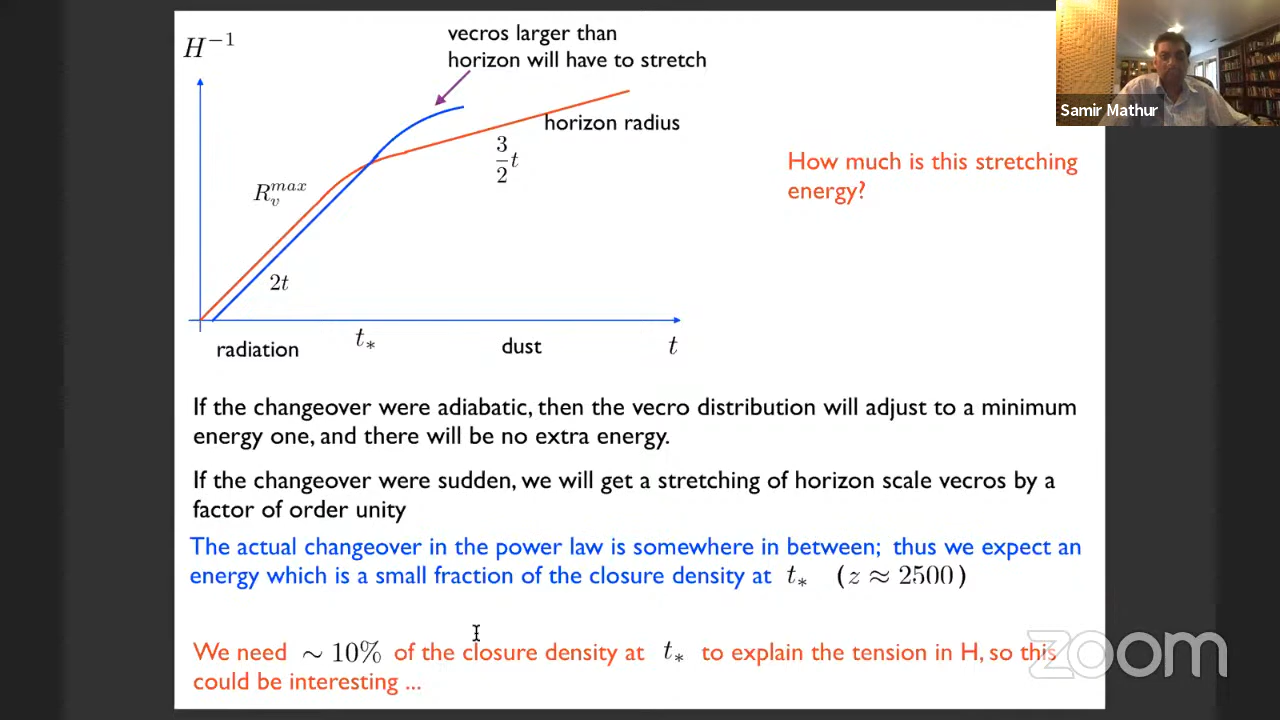 vecros larger than
horizon will have to stretch
H⁻¹
Samir Mathur
horizon radius
3/2 t
How much is this stretching
energy?
R_v^{max}
2t
radiation
t_*
dust
t
If the changeover were adiabatic, then the vecro distribution will adjust to a minimum
energy one, and there will be no extra energy.
If the changeover were sudden, we will get a stretching of horizon scale vecros by a
factor of order unity
The actual changeover in the power law is somewhere in between; thus we expect an
energy which is a small fraction of the closure density at t_* (z ≈ 2500)
We need ∼ 10% of the closure density at t_* to explain the tension in H, so this
could be interesting ...
zoom